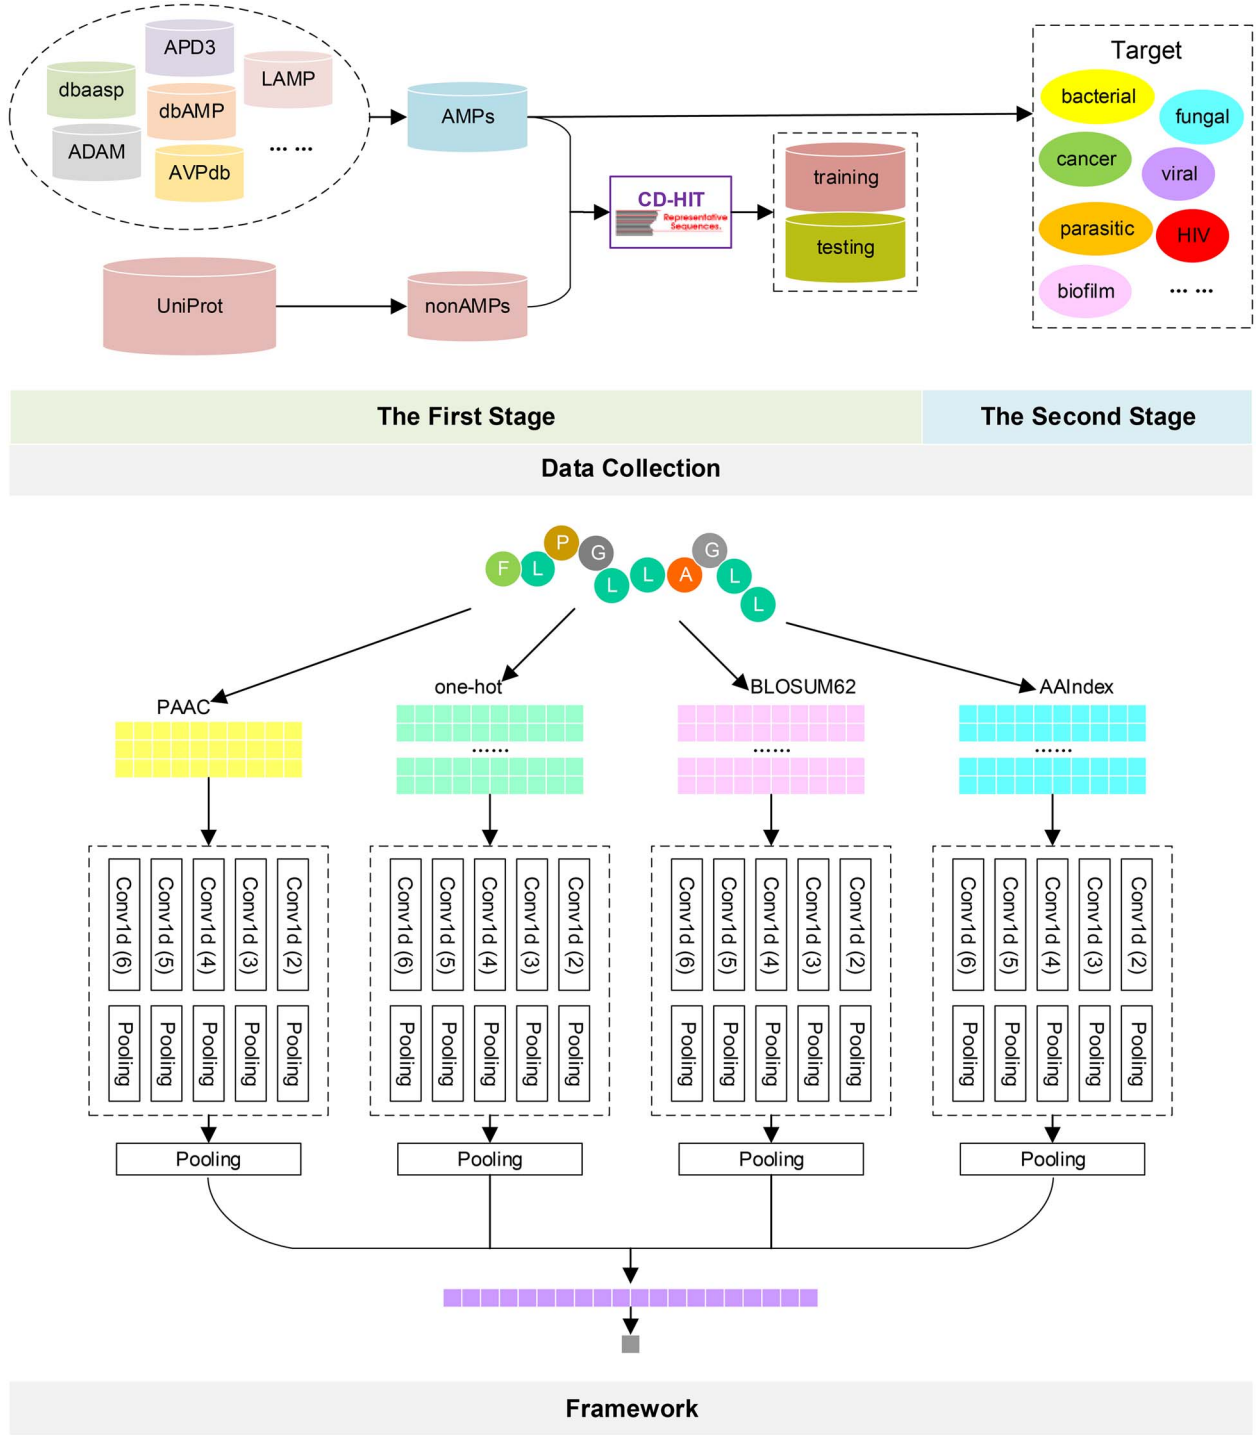 APD3
dbaasp
LAMP
dbAMP
ADAM
AVPdb
... ...
AMPs
UniProt
nonAMPs
CD-HIT
Representative
Sequences.
training
testing
Target
bacterial
fungal
cancer
viral
parasitic
HIV
biofilm
... ...
The First Stage
The Second Stage
Data Collection
F L P G L L A G L L
PAAC
one-hot
BLOSUM62
AAIndex
......
......
......
Conv1d (6) Conv1d (5) Conv1d (4) Conv1d (3) Conv1d (2)
Pooling Pooling Pooling Pooling Pooling
Pooling
Conv1d (6) Conv1d (5) Conv1d (4) Conv1d (3) Conv1d (2)
Pooling Pooling Pooling Pooling Pooling
Pooling
Conv1d (6) Conv1d (5) Conv1d (4) Conv1d (3) Conv1d (2)
Pooling Pooling Pooling Pooling Pooling
Pooling
Conv1d (6) Conv1d (5) Conv1d (4) Conv1d (3) Conv1d (2)
Pooling Pooling Pooling Pooling Pooling
Pooling
Framework